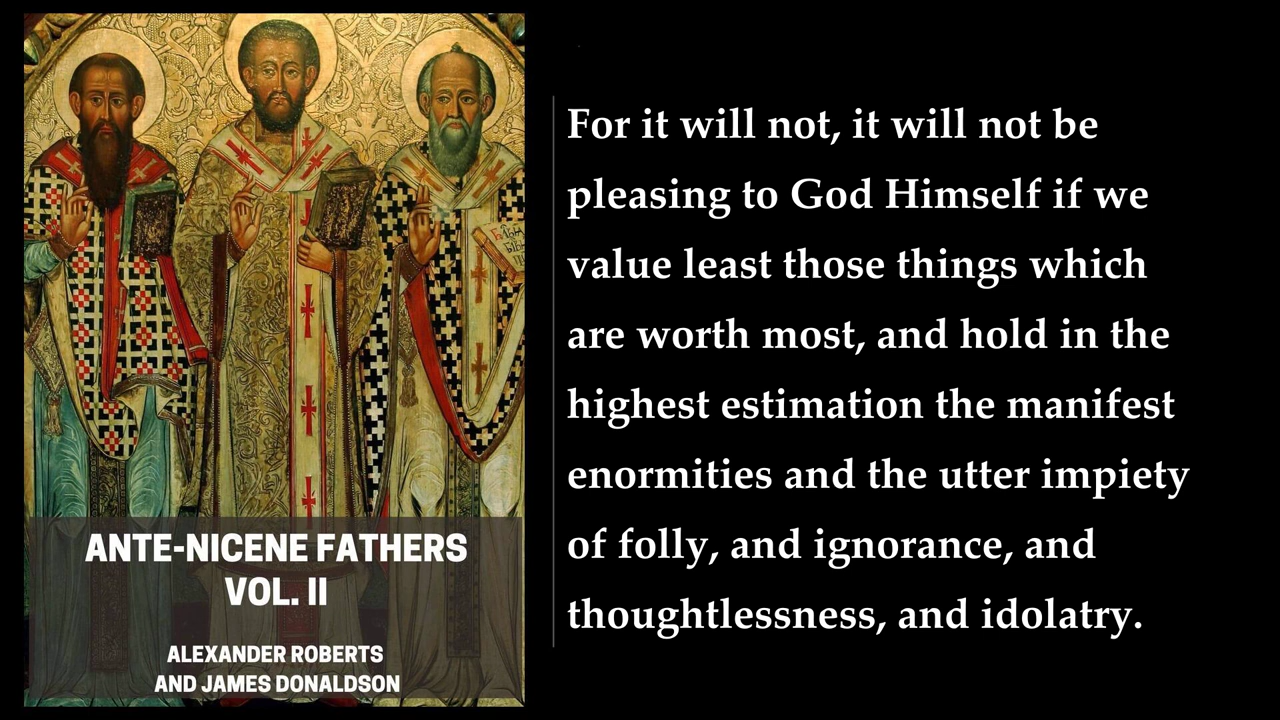 ANTE-NICENE FATHERS
VOL. II
ALEXANDER ROBERTS
AND JAMES DONALDSON
For it will not, it will not be
pleasing to God Himself if we
value least those things which
are worth most, and hold in the
highest estimation the manifest
enormities and the utter impiety
of folly, and ignorance, and
thoughtlessness, and idolatry.